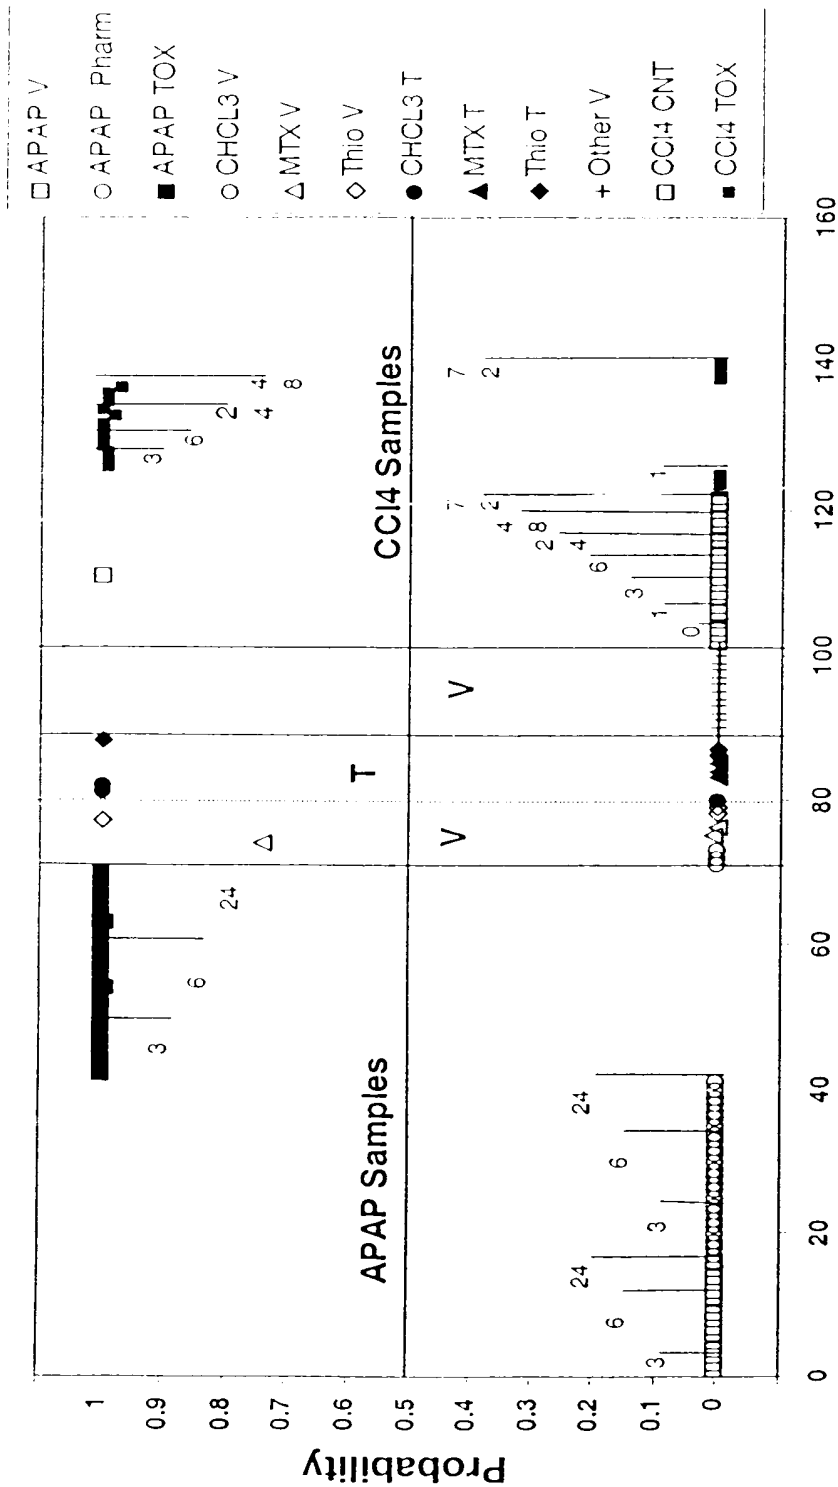 Probability
1
0.9
0.8
0.7
0.6
0.5
0.4
0.3
0.2
0.1
0
0
20
40
60
80
100
120
140
160
APAP Samples
CCl4 Samples
3
6
24
V
T
V
3
6
2
4
4
8
3
6
24
3
6
24
0
1
3
6
2
4
4
8
7
2
1
7
2
APAP V
APAP Pharm
APAP TOX
CHCL3 V
MTX V
Thio V
CHCL3 T
MTX T
Thio T
Other V
CCl4 CNT
CCl4 TOX